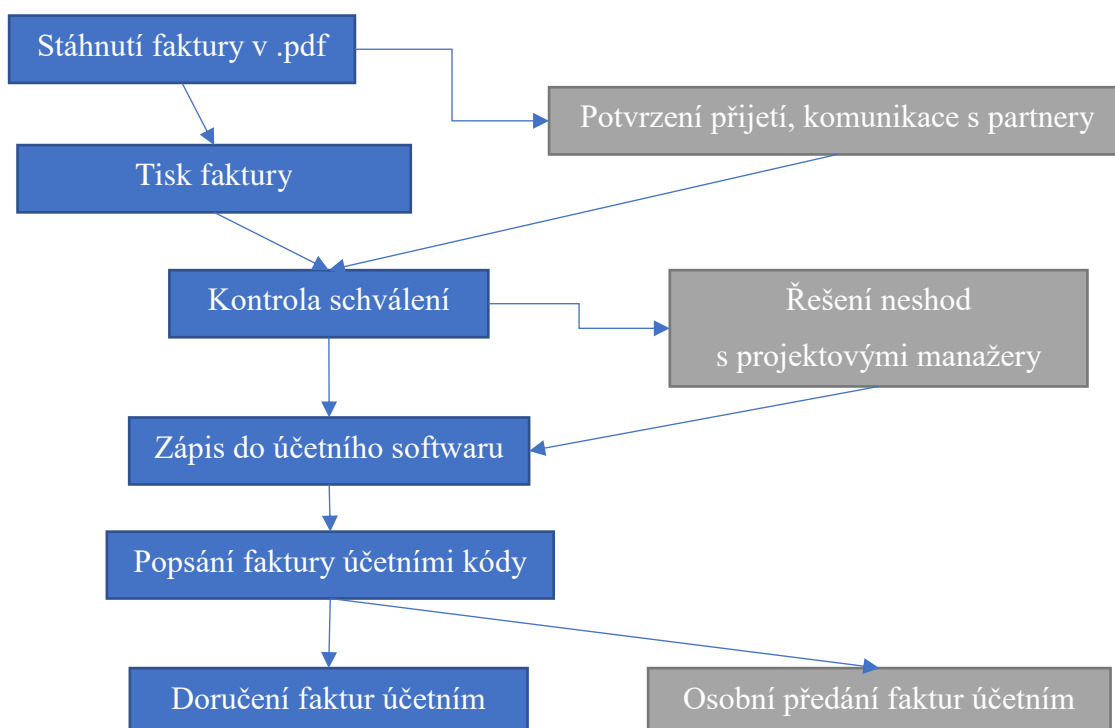 Stáhnutí faktury v .pdf
Potvrzení přijetí, komunikace s partnery
Tisk faktury
Kontrola schválení
Řešení neshod
s projektovými manažery
Zápis do účetního softwaru
Popsání faktury účetními kódy
Doručení faktur účetním
Osobní předání faktur účetním